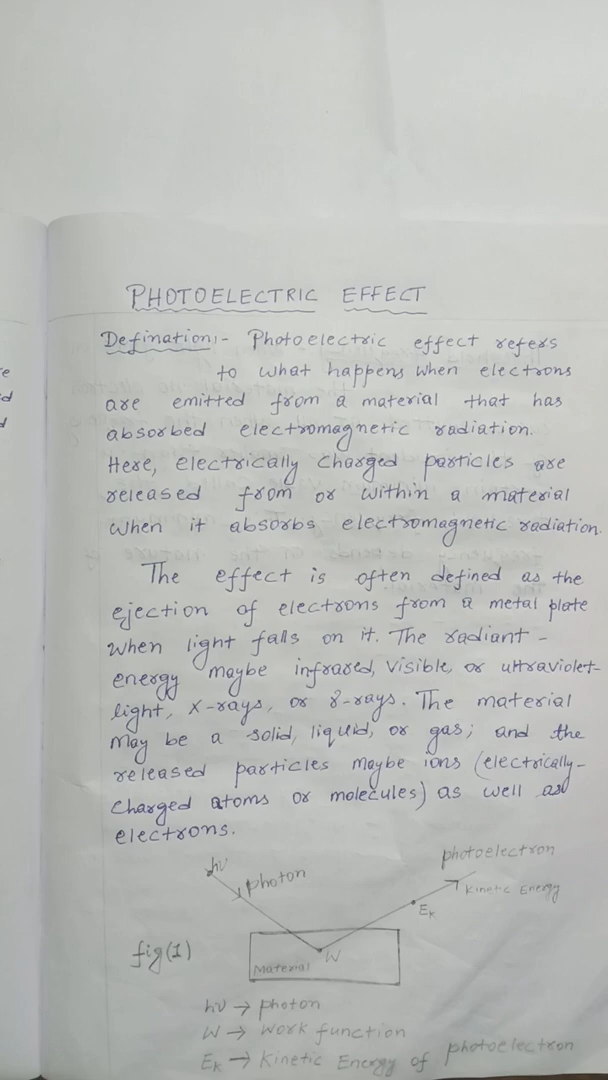 PHOTOELECTRIC EFFECT
Defination:- Photoelectric effect refers
to what happens when electrons
are emitted from a material that has
absorbed electromagnetic radiation.
Here, electrically charged particles are
released from or within a material
when it absorbs electromagnetic radiation.
The effect is often defined as the
ejection of electrons from a metal plate
when light falls on it. The radiant-
energy maybe infrared, visible, or ultraviolet-
light, x-rays, or γ-rays. The material
may be a solid, liquid, or gas; and the
released particles maybe ions (electrically-
charged atoms or molecules) as well as
electrons.
hν
photon
photoelectron
Kinetic Energy
Ek
fig(1)
W
Material
hν → photon
W → Work function
Ek → Kinetic Energy of photoelectron